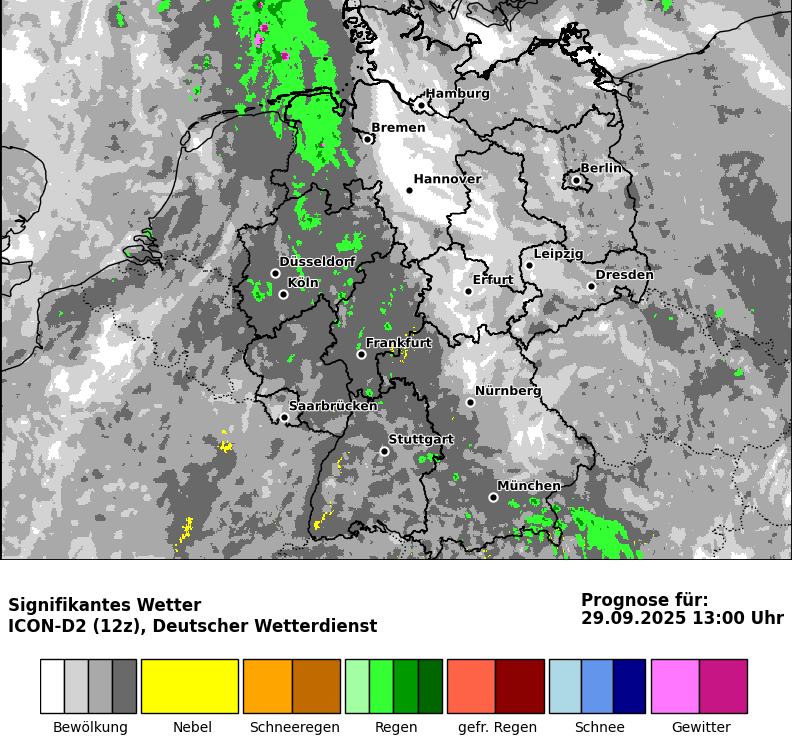 Hamburg
Bremen
Berlin
Hannover
Leipzig
Düsseldorf
Dresden
Köln
Erfurt
Frankfurt
Nürnberg
Saarbrücken
Stuttgart
München
Signifikantes Wetter
ICON-D2 (12z), Deutscher Wetterdienst
Prognose für:
29.09.2025 13:00 Uhr
Bewölkung Nebel Schneeregen Regen gefr. Regen Schnee Gewitter